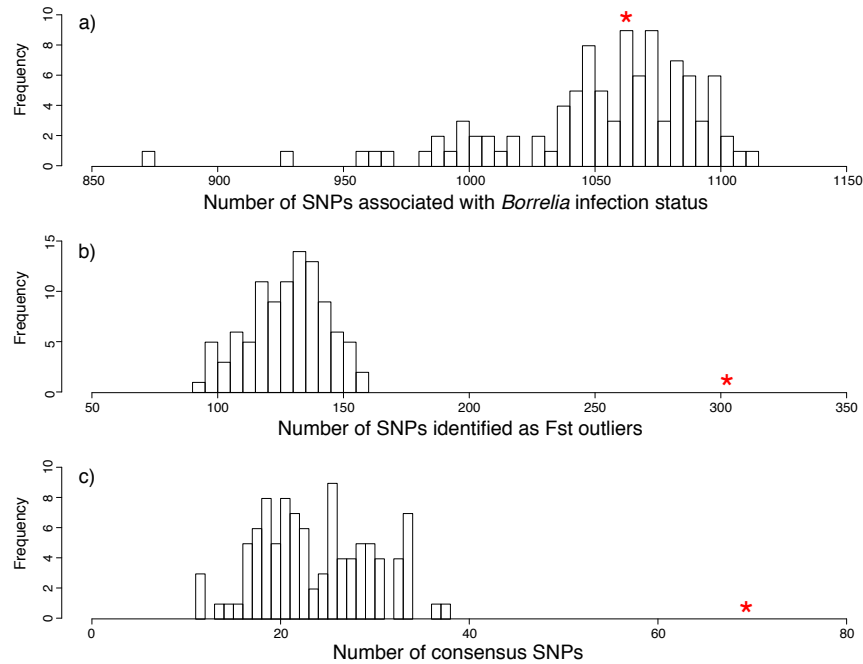 a)
Frequency
10
8
6
4
2
0
850 900 950 1000 1050 1100 1150
Number of SNPs associated with Borrelia infection status
b)
Frequency
15
10
5
0
50 100 150 200 250 300 350
Number of SNPs identified as Fst outliers
c)
Frequency
10
8
6
4
2
0
0 20 40 60 80
Number of consensus SNPs